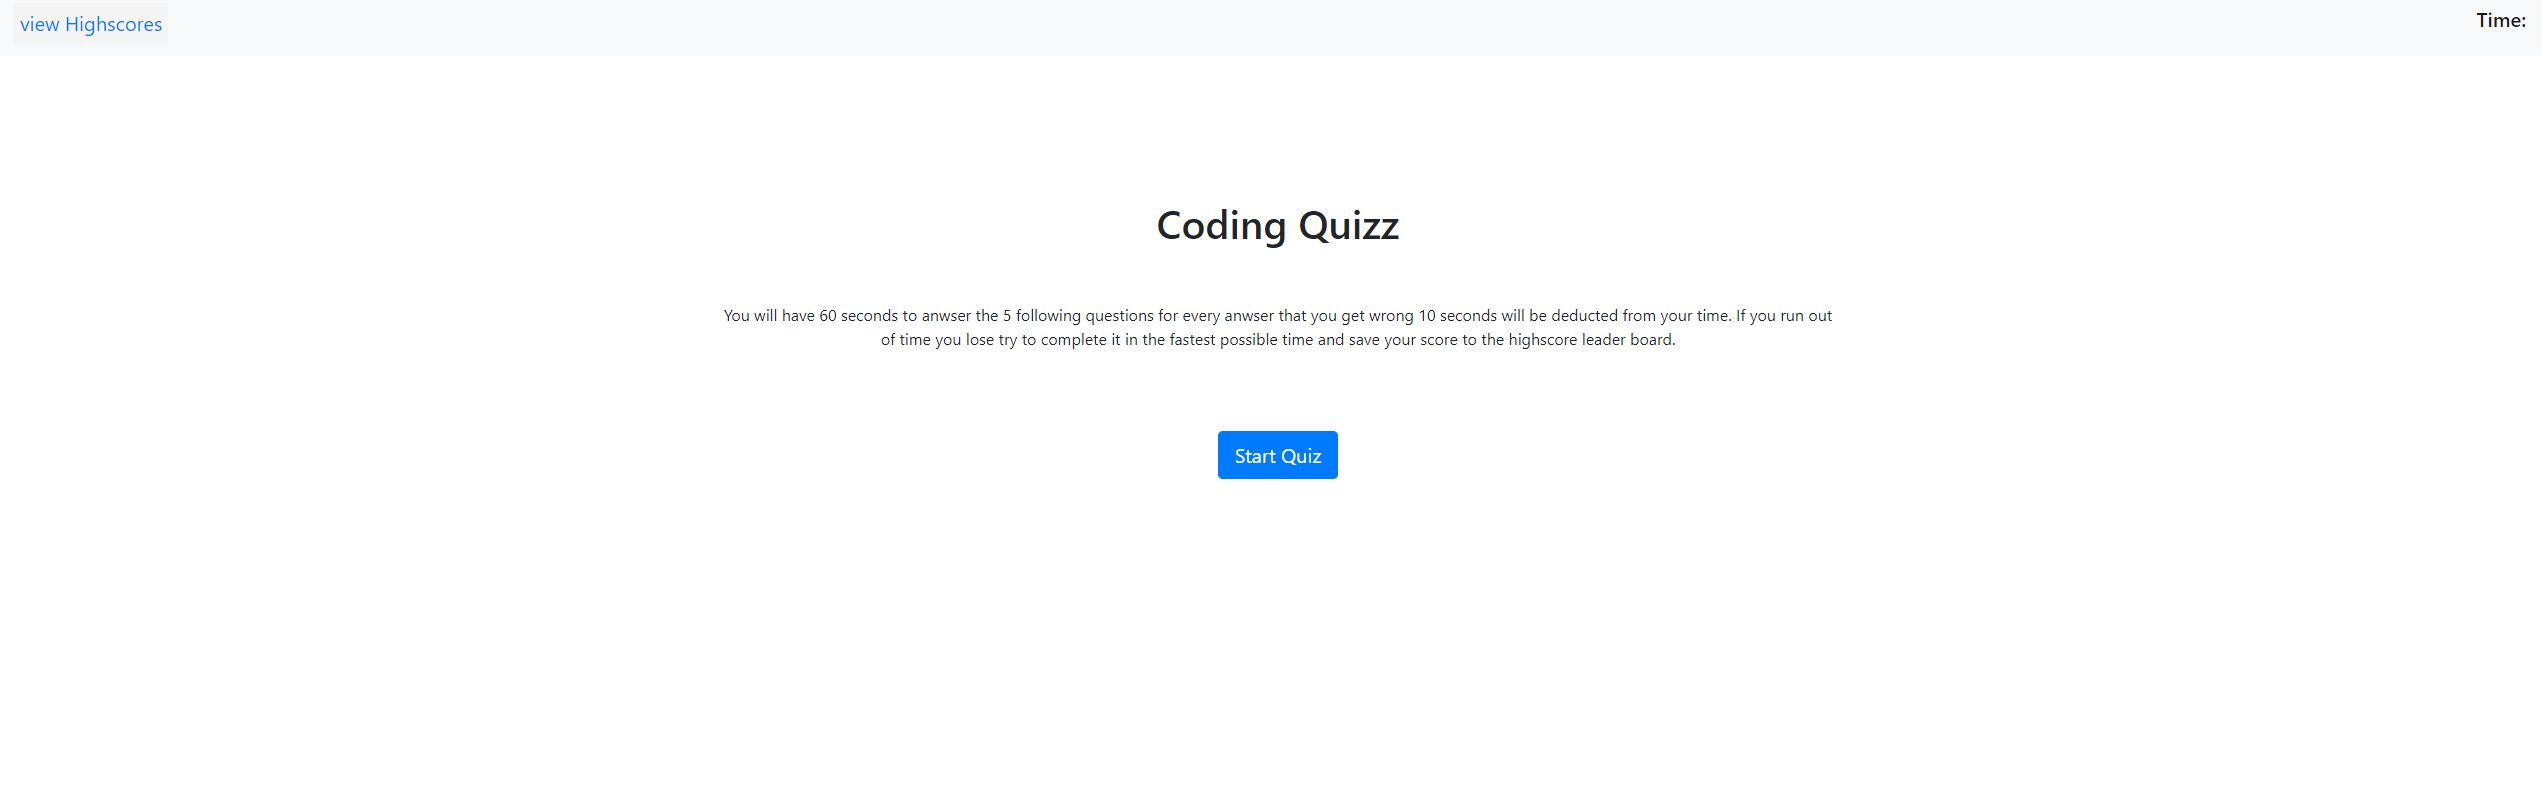 view Highscores
Time:
Coding Quizz
You will have 60 seconds to anwser the 5 following questions for every anwser that you get wrong 10 seconds will be deducted from your time. If you run out
of time you lose try to complete it in the fastest possible time and save your score to the highscore leader board.
Start Quiz